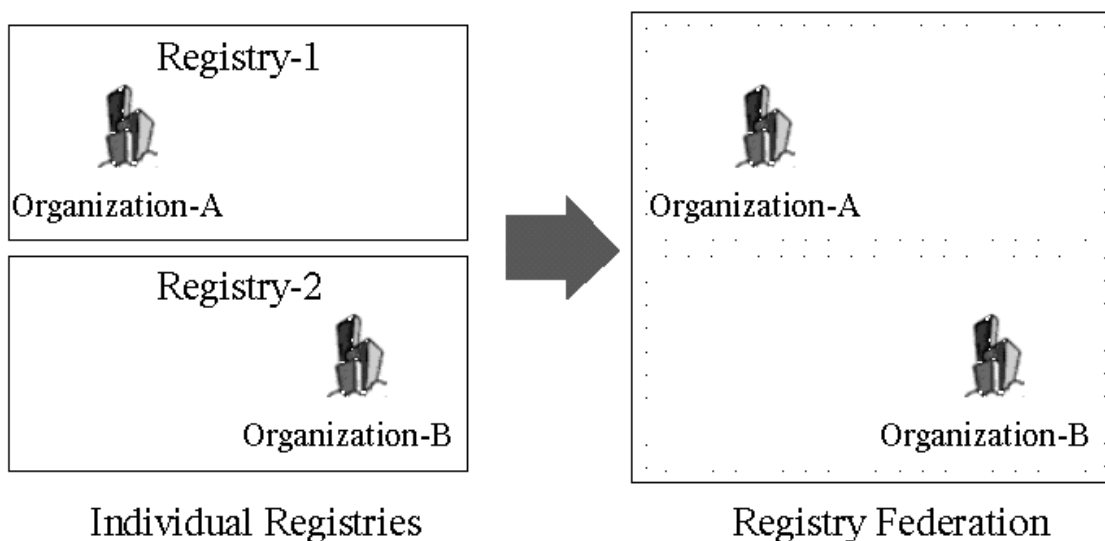 Registry-1
Organization-A
Registry-2
Organization-B
Individual Registries
Organization-A
Organization-B
Registry Federation